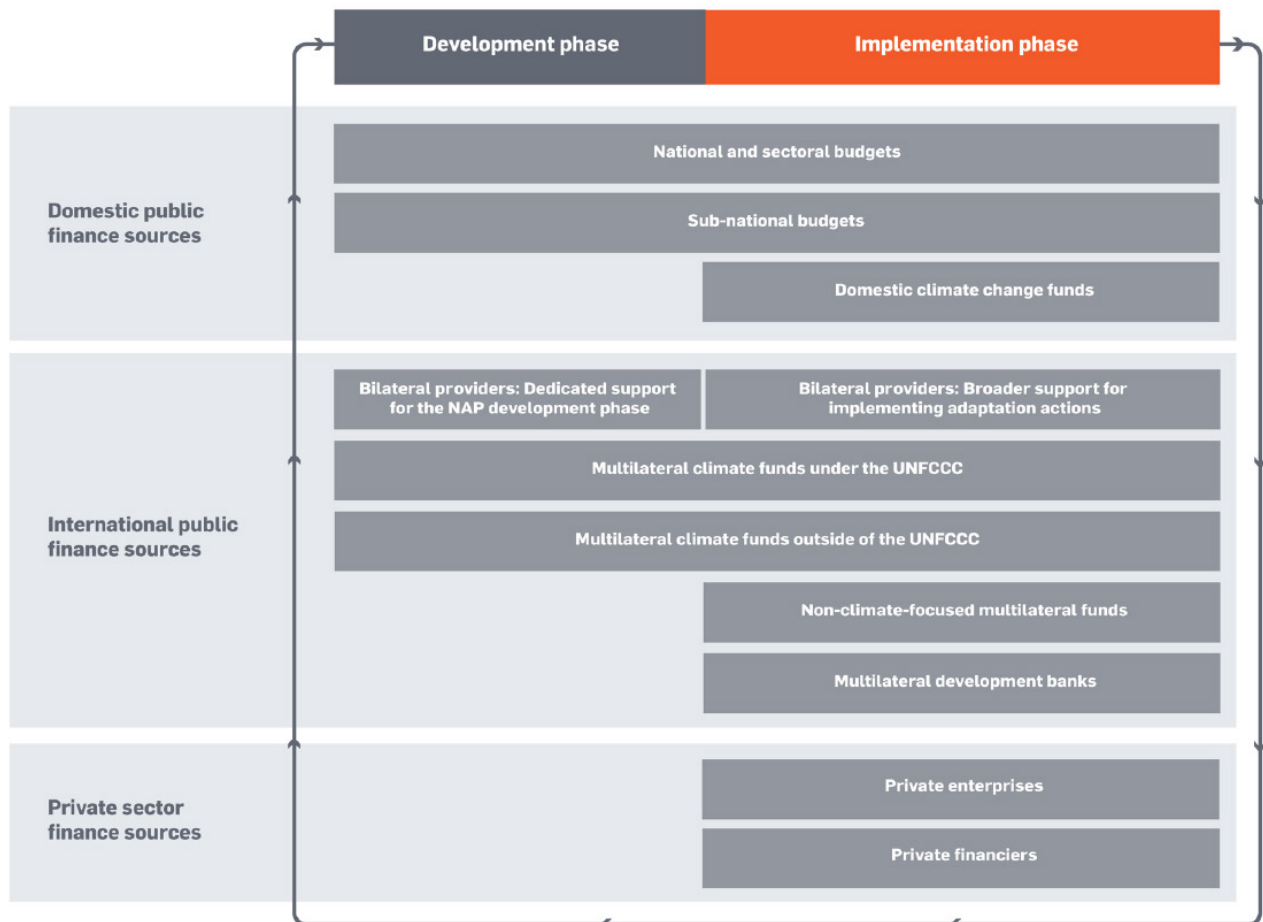 Development phase
Implementation phase
Domestic public
finance sources
National and sectoral budgets
Sub-national budgets
Domestic climate change funds
International public
finance sources
Bilateral providers: Dedicated support
for the NAP development phase
Bilateral providers: Broader support for
implementing adaptation actions
Multilateral climate funds under the UNFCCC
Multilateral climate funds outside of the UNFCCC
Non-climate-focused multilateral funds
Multilateral development banks
Private sector
finance sources
Private enterprises
Private financiers